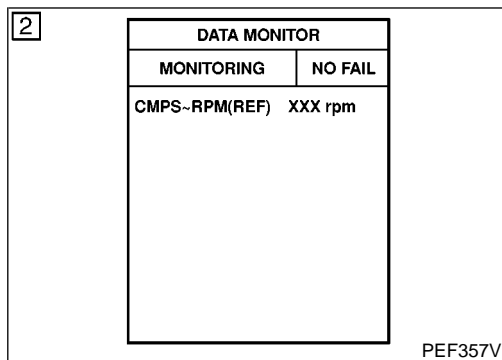 2
DATA MONITOR
MONITORING NO FAIL
CMPS~RPM(REF) XXX rpm
PEF357V